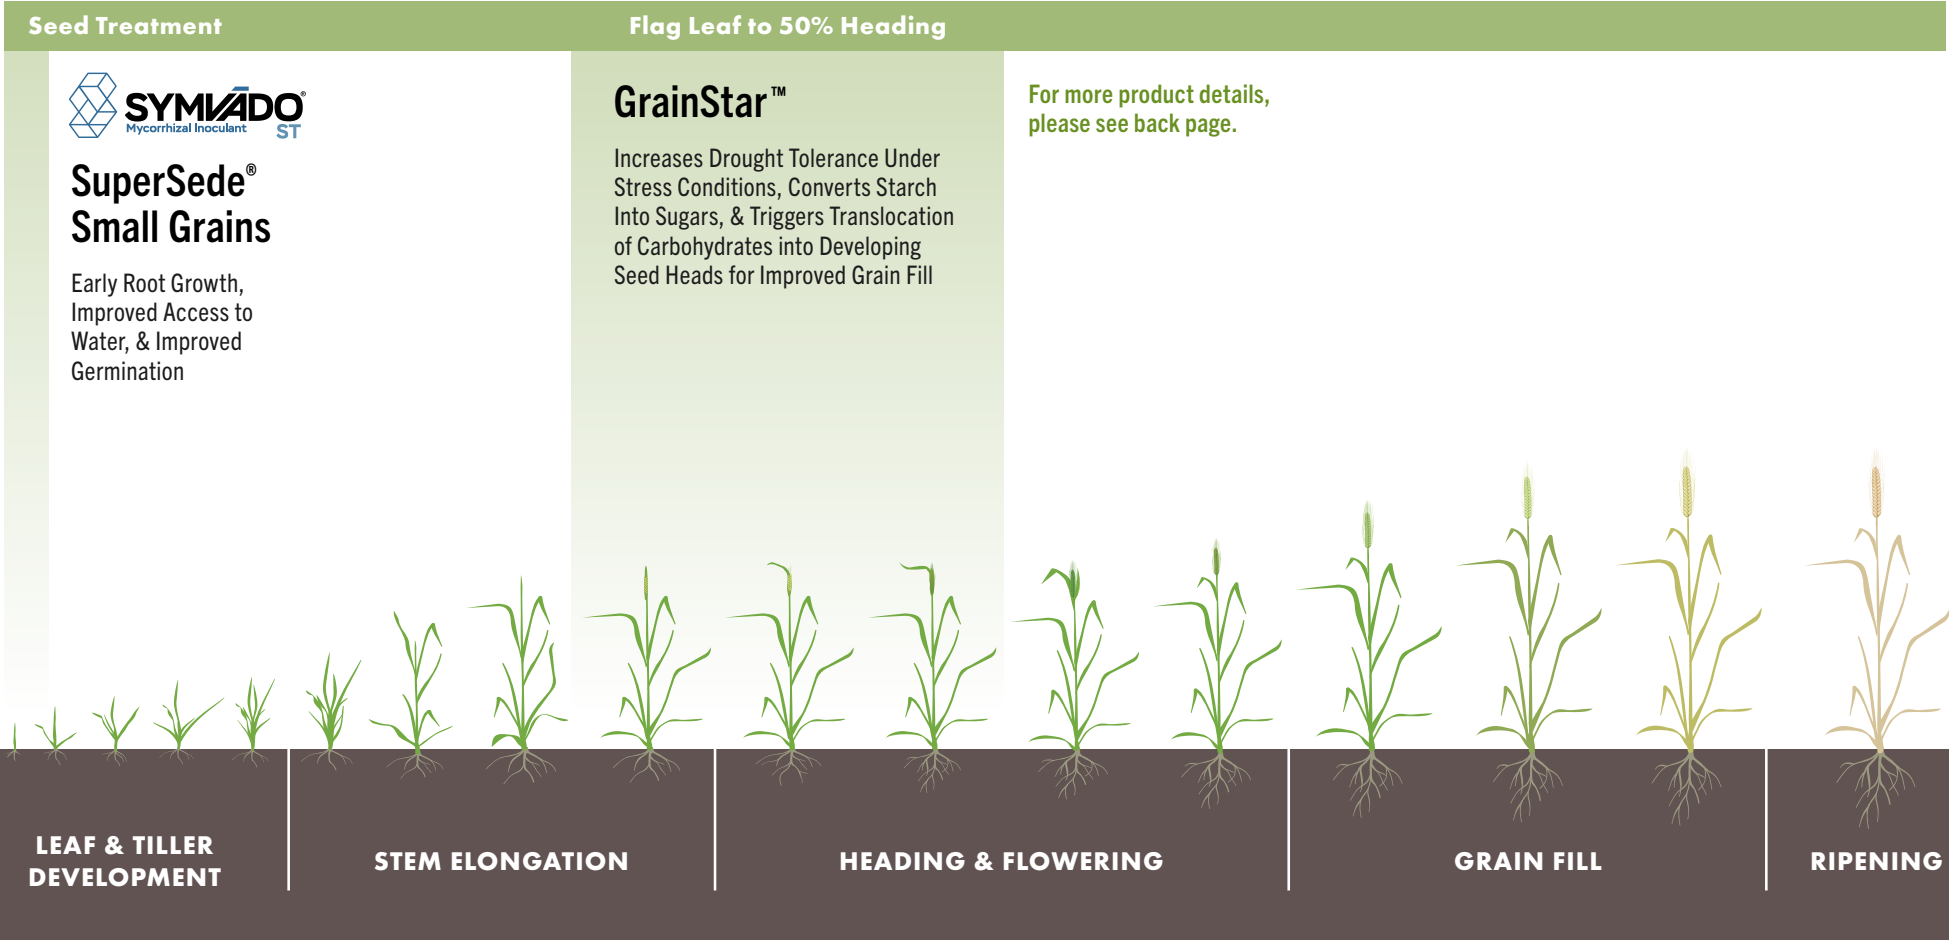 Seed Treatment
Flag Leaf to 50% Heading
SYMVĀDO®
Mycorrhizal Inoculant
ST
SuperSede®
Small Grains
Early Root Growth,
Improved Access to
Water, & Improved
Germination
GrainStar™
Increases Drought Tolerance Under
Stress Conditions, Converts Starch
Into Sugars, & Triggers Translocation
of Carbohydrates into Developing
Seed Heads for Improved Grain Fill
For more product details,
please see back page.
LEAF & TILLER
DEVELOPMENT
STEM ELONGATION
HEADING & FLOWERING
GRAIN FILL
RIPENING